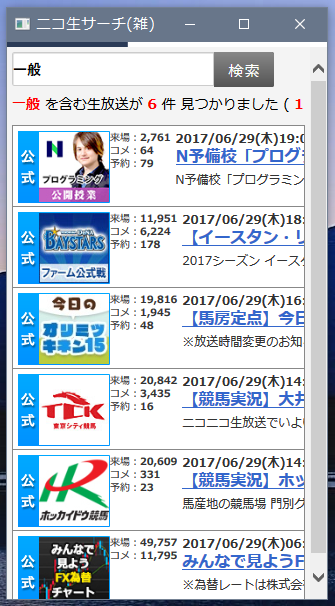 ニコ生サーチ(雑)
一般
検索
一般 を含む生放送が 6 件 見つかりました ( 1
公式
N
プログラミング
公開授業
来場：2,761
コメ：64
予約：79
2017/06/29(木)19:0
N予備校「プログラ
N予備校「プログラミン
公式
BAYSTARS
ファーム公式戦
来場：11,951
コメ：6,224
予約：178
2017/06/29(木)18:
【イースタン・リ
2017シーズン イースタ
公式
今日の
オリミッ
キホン15
来場：19,816
コメ：1,945
予約：48
2017/06/29(木)16:
【馬房定点】今日
※放送時間変更のお知
公式
TCK
東京シティ競馬
来場：20,842
コメ：3,435
予約：16
2017/06/29(木)14:
【競馬実況】大井
ニコニコ生放送でいよ
公式
ホッカイドウ競馬
来場：20,609
コメ：331
予約：23
2017/06/29(木)14:
【競馬実況】ホッ
馬産地の競馬場 門別ク
公式
みんなで
見よう
FX為替
チャート
来場：49,757
コメ：11,795
2017/06/29(木)06:
みんなで見ようF
※為替レートは株式会